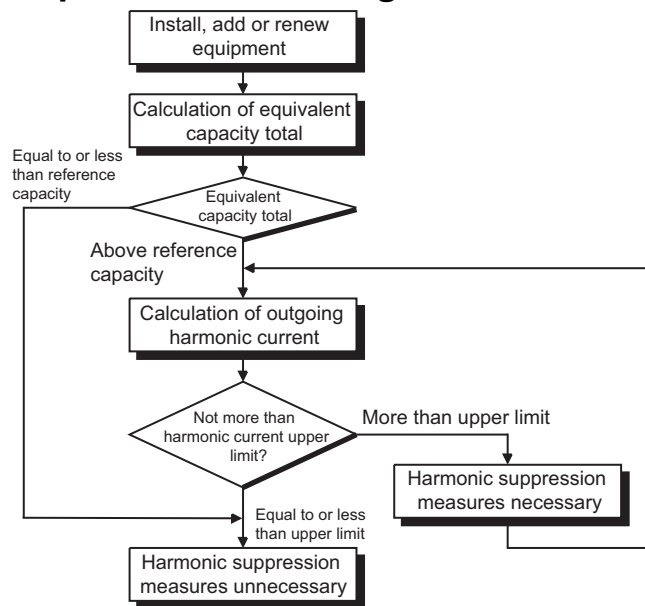 Install, add or renew
equipment
Calculation of equivalent
capacity total
Equal to or less
than reference
capacity
Equivalent
capacity total
Above reference
capacity
Calculation of outgoing
harmonic current
Not more than
harmonic current upper
limit?
More than upper limit
Harmonic suppression
measures necessary
Equal to or less
than upper limit
Harmonic suppression
measures unnecessary